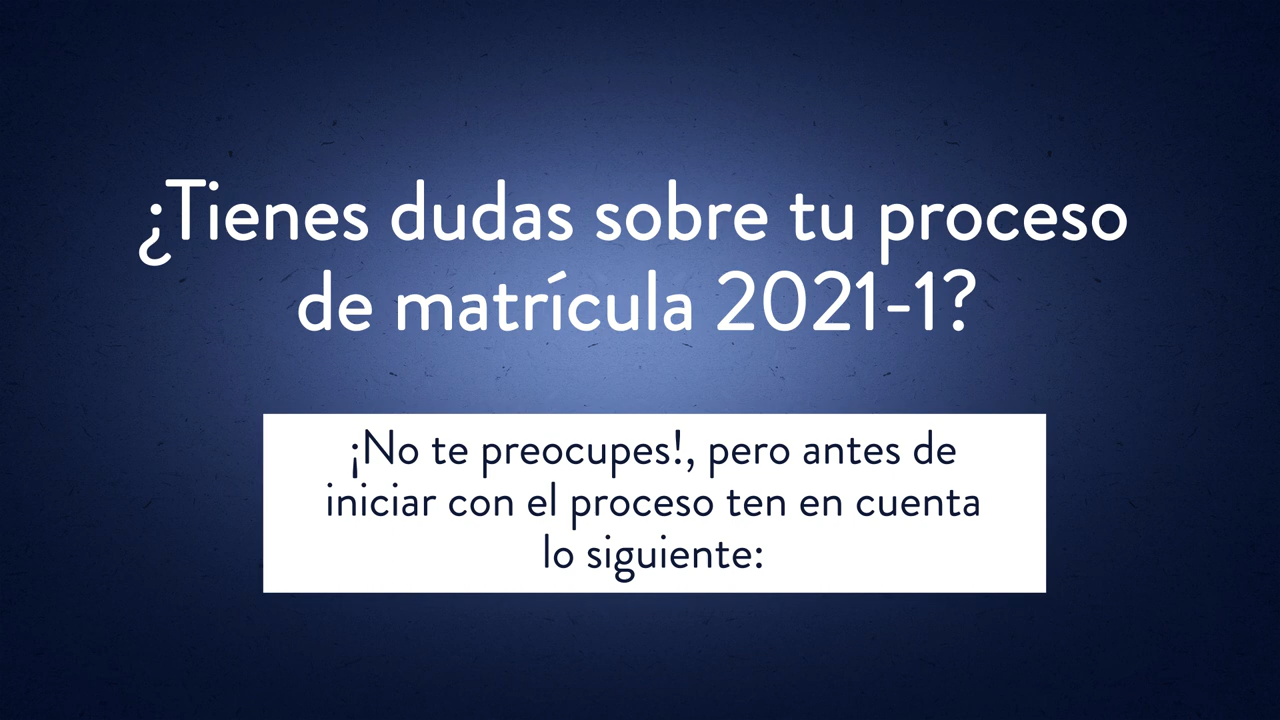 ¿Tienes dudas sobre tu proceso
de matrícula 2021-1?
¡No te preocupes!, pero antes de
iniciar con el proceso ten en cuenta
lo siguiente: